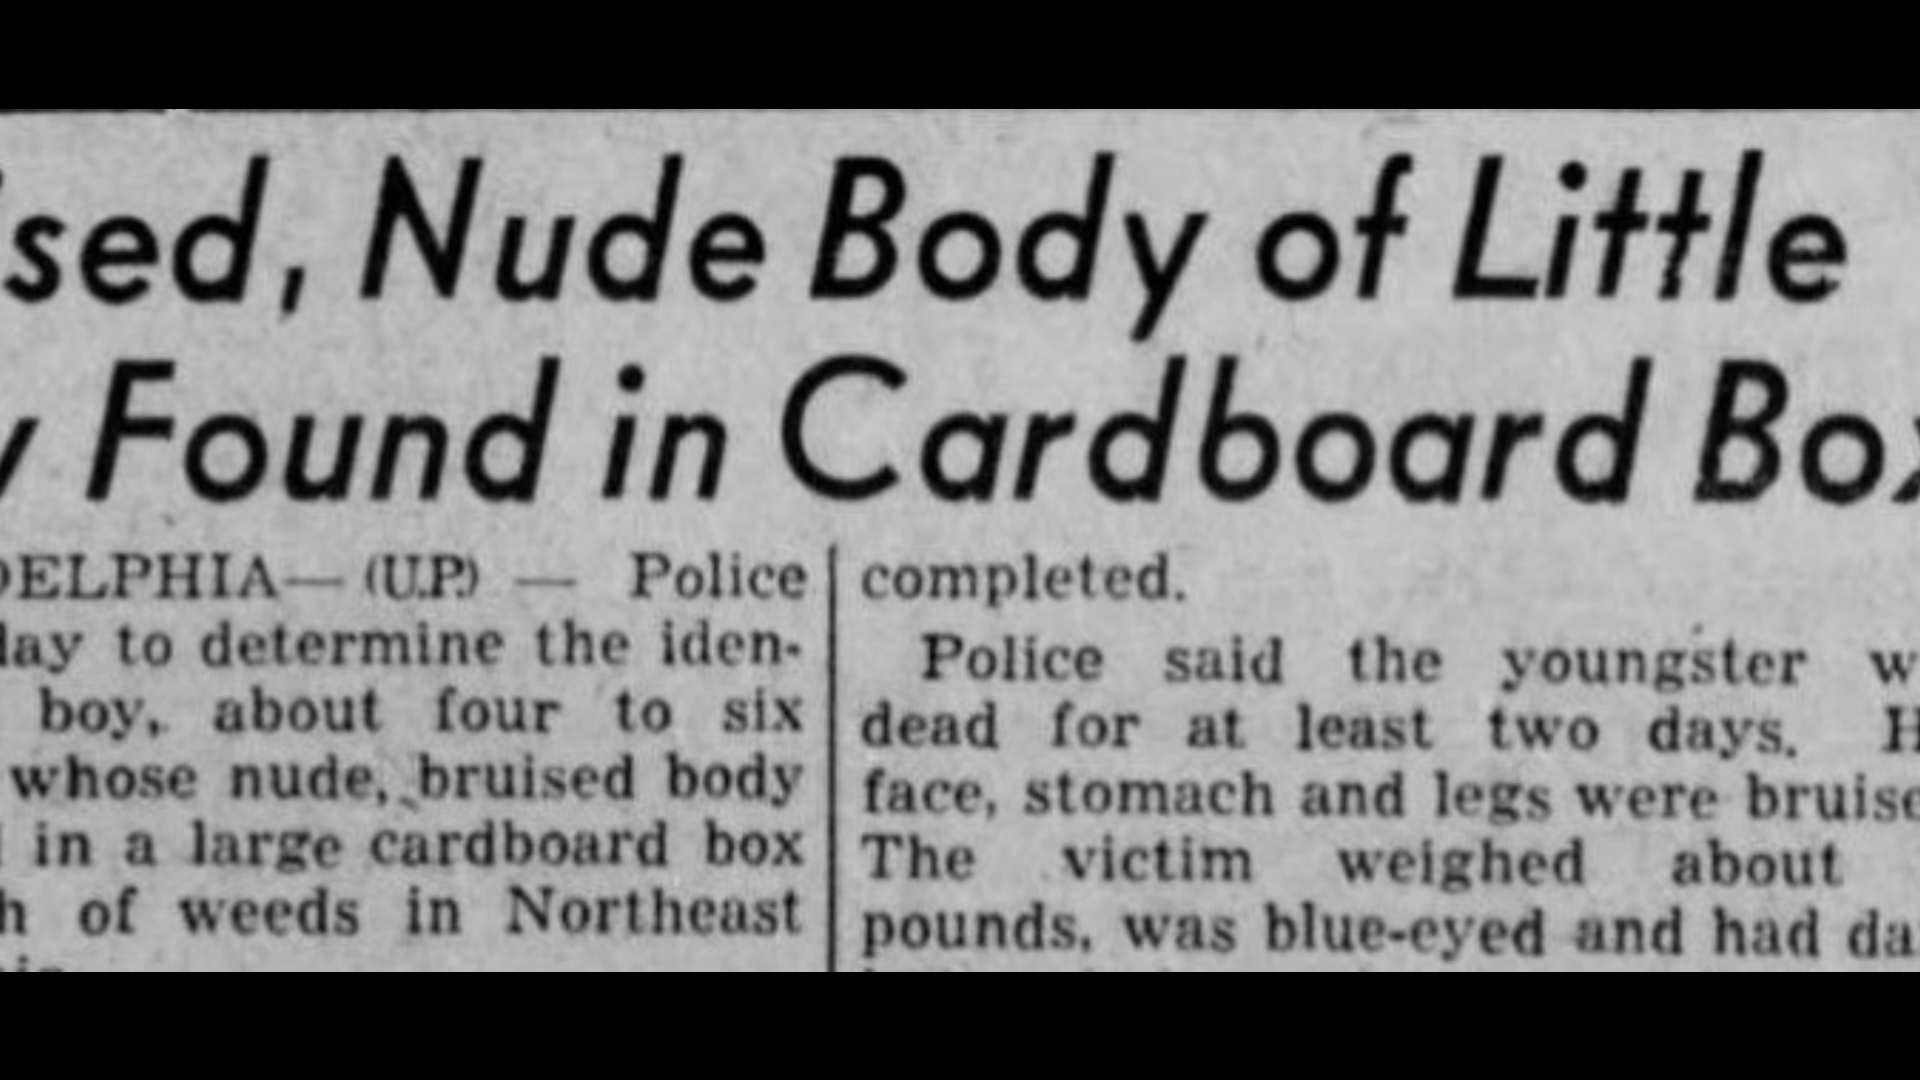 sed, Nude Body of Little
Found in Cardboard Box
DELPHIA— (U.P.) — Police
to determine the iden-
boy, about four to six
whose nude, bruised body
in a large cardboard box
of weeds in Northeast
completed.
Police said the youngster
dead for at least two days.
face, stomach and legs were bruise
The victim weighed about
pounds, was blue-eyed and had